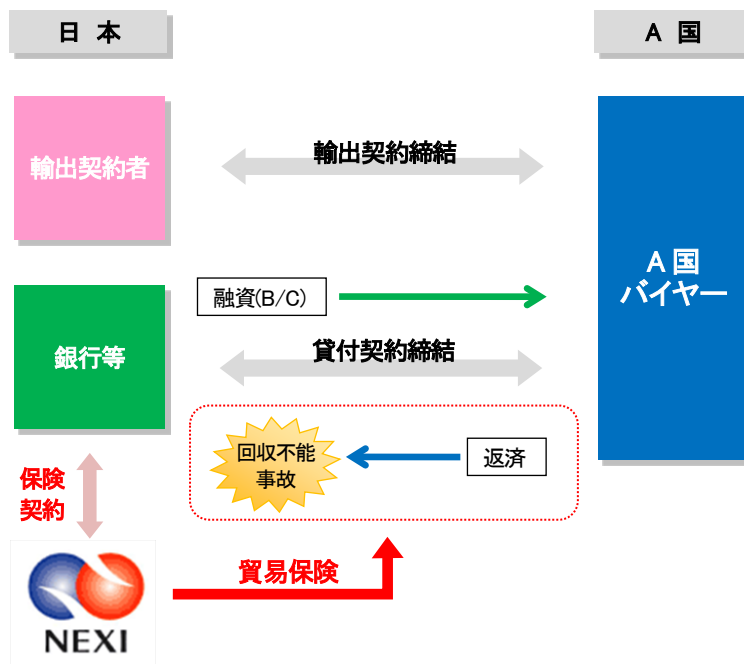 日 本
A 国
輸出契約者
輸出契約締結
A 国
バイヤー
融資(B/C)
銀行等
貸付契約締結
回収不能
事故
返済
保険
契約
貿易保険
NEXI